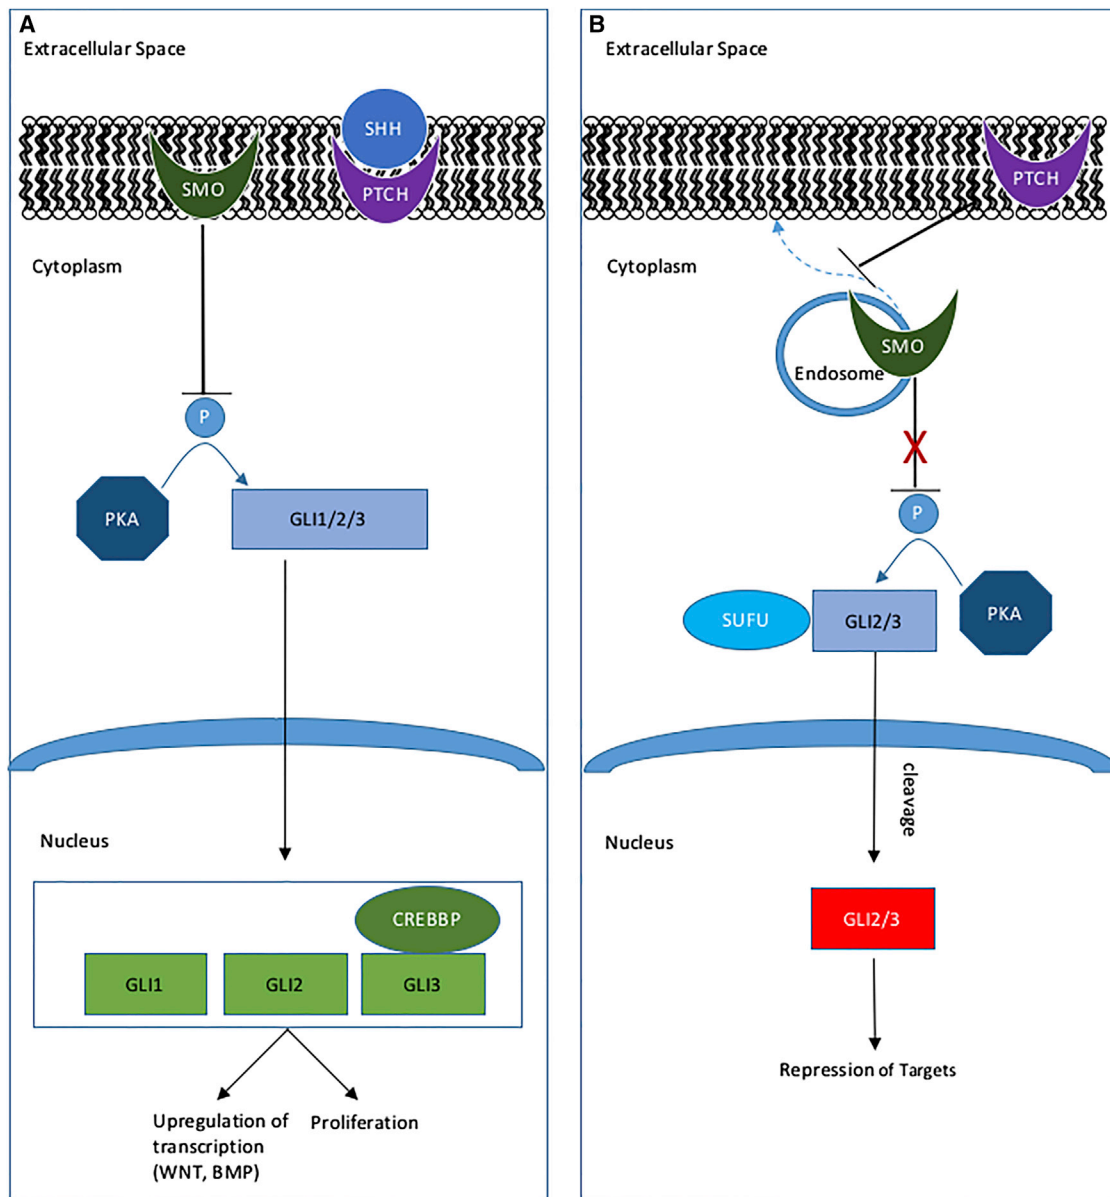 A
Extracellular Space
SHH
SMO
PTCH
Cytoplasm
P
PKA
GLI1/2/3
Nucleus
CREBBP
GLI1
GLI2
GLI3
Upregulation of
transcription
(WNT, BMP)
Proliferation
B
Extracellular Space
PTCH
Cytoplasm
SMO
Endosome
X
P
SUFU
GLI2/3
PKA
cleavage
Nucleus
GLI2/3
Repression of Targets